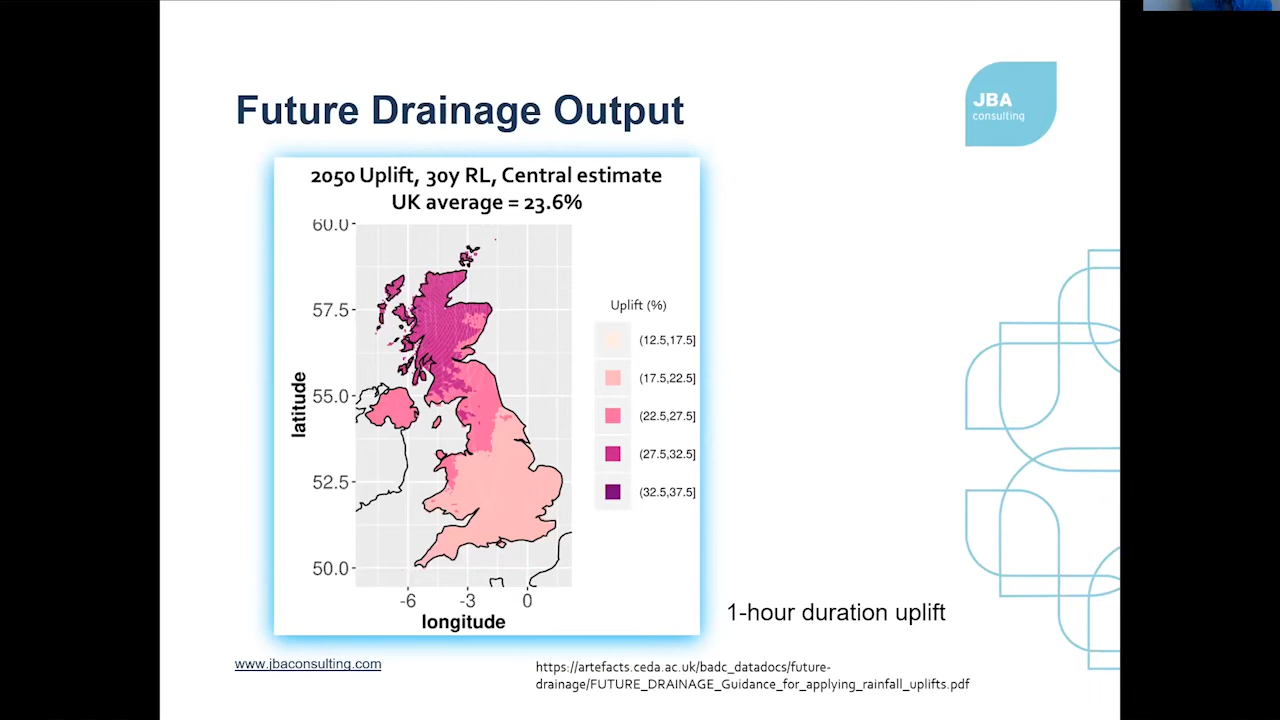 Future Drainage Output
JBA
consulting
2050 Uplift, 30y RL, Central estimate
UK average = 23.6%
60.0
57.5
55.0
52.5
50.0
latitude
-6
-3
0
longitude
Uplift (%)
(12.5,17.5]
(17.5,22.5]
(22.5,27.5]
(27.5,32.5]
(32.5,37.5]
1-hour duration uplift
www.jbaconsulting.com
https://artefacts.ceda.ac.uk/badc_datadocs/future-
drainage/FUTURE_DRAINAGE_Guidance_for_applying_rainfall_uplifts.pdf